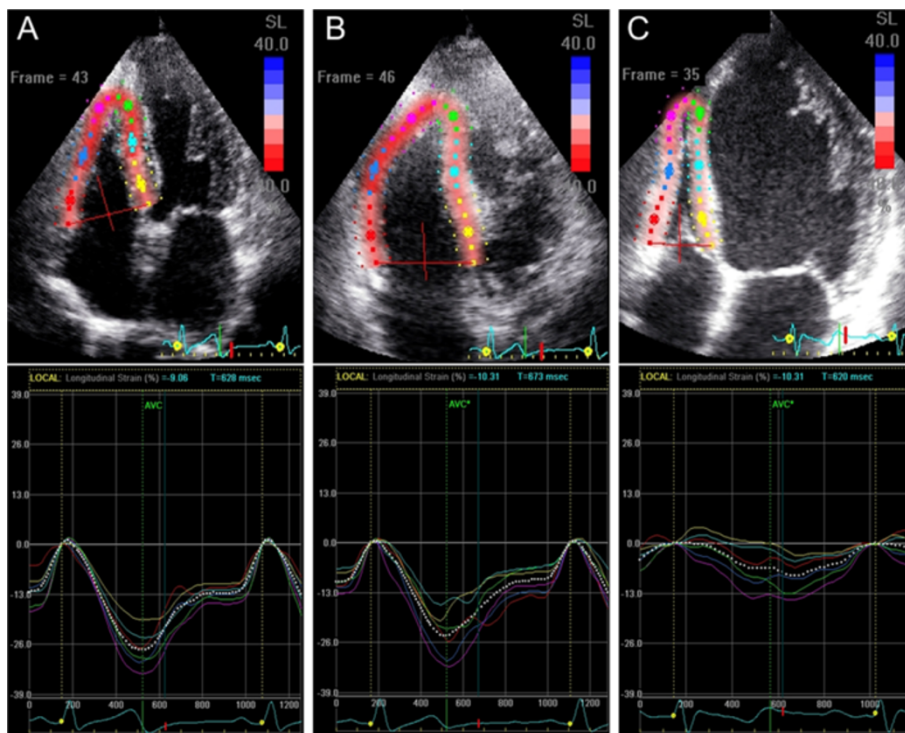 A
SL
40.0
Frame = 43
B
SL
40.0
Frame = 46
C
SL
40.0
Frame = 35
LOCAL: Longitudinal Strain (%) =-9.06 T=628 msec
AVC
39.0
26.0
13.0
0.0
-13.0
-26.0
-39.0
0 200 400 600 800 1000 1200
LOCAL: Longitudinal Strain (%) =-10.31 T=673 msec
AVC*
39.0
26.0
13.0
0.0
-13.0
-26.0
-39.0
0 200 400 600 800 1000 1200
LOCAL: Longitudinal Strain (%) =-10.31 T=620 msec
AVC*
39.0
26.0
13.0
0.0
-13.0
-26.0
-39.0
0 200 400 600 800 1000